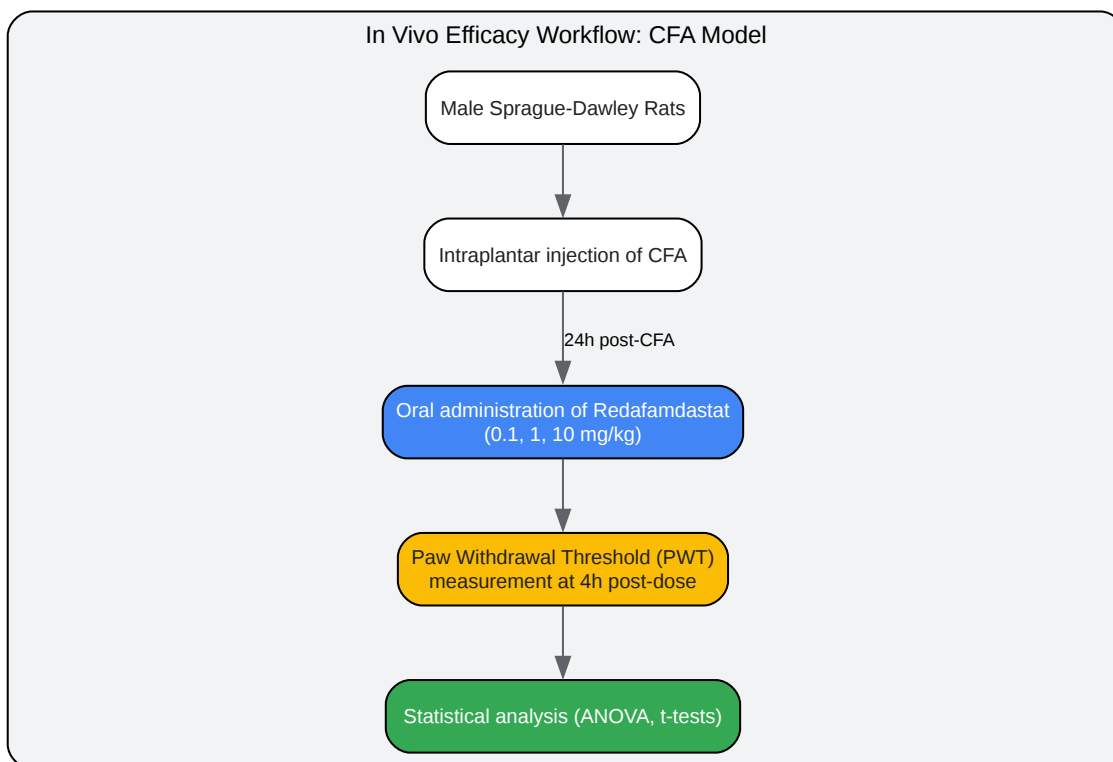 In Vivo Efficacy Workflow: CFA Model
Male Sprague-Dawley Rats
Intraplantar injection of CFA
24h post-CFA
Oral administration of Redafamdastat
(0.1, 1, 10 mg/kg)
Paw Withdrawal Threshold (PWT)
measurement at 4h post-dose
Statistical analysis (ANOVA, t-tests)